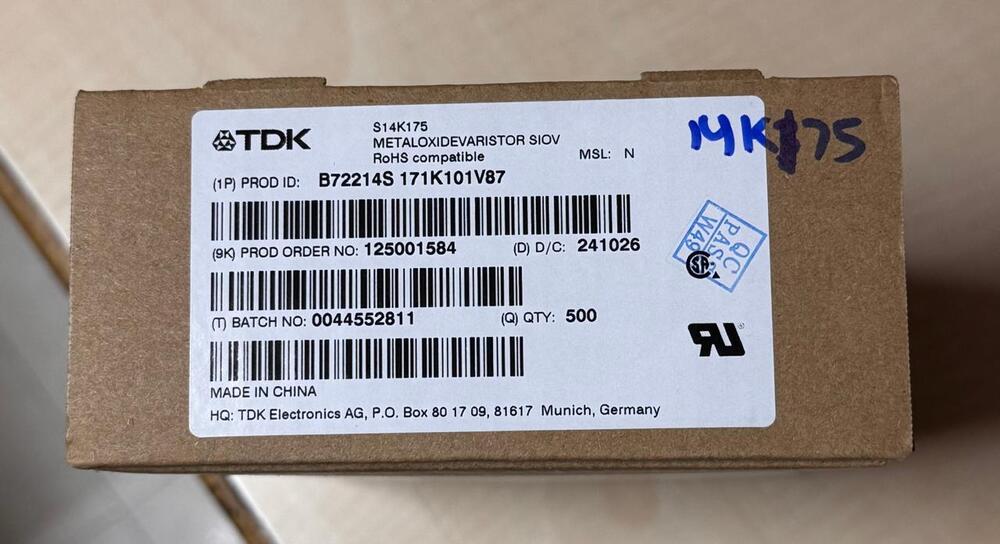 TDK
S14K175
METALOXIDEVARISTOR SIOV
RoHS compatible
MSL: N
14K175
(1P) PROD ID: B72214S 171K101V87
(9K) PROD ORDER NO: 125001584 (D) D/C: 241026
QC
PASS
W49
SA
(T) BATCH NO: 0044552811 (Q) QTY: 500
UR
MADE IN CHINA
HQ: TDK Electronics AG, P.O. Box 80 17 09, 81617 Munich, Germany